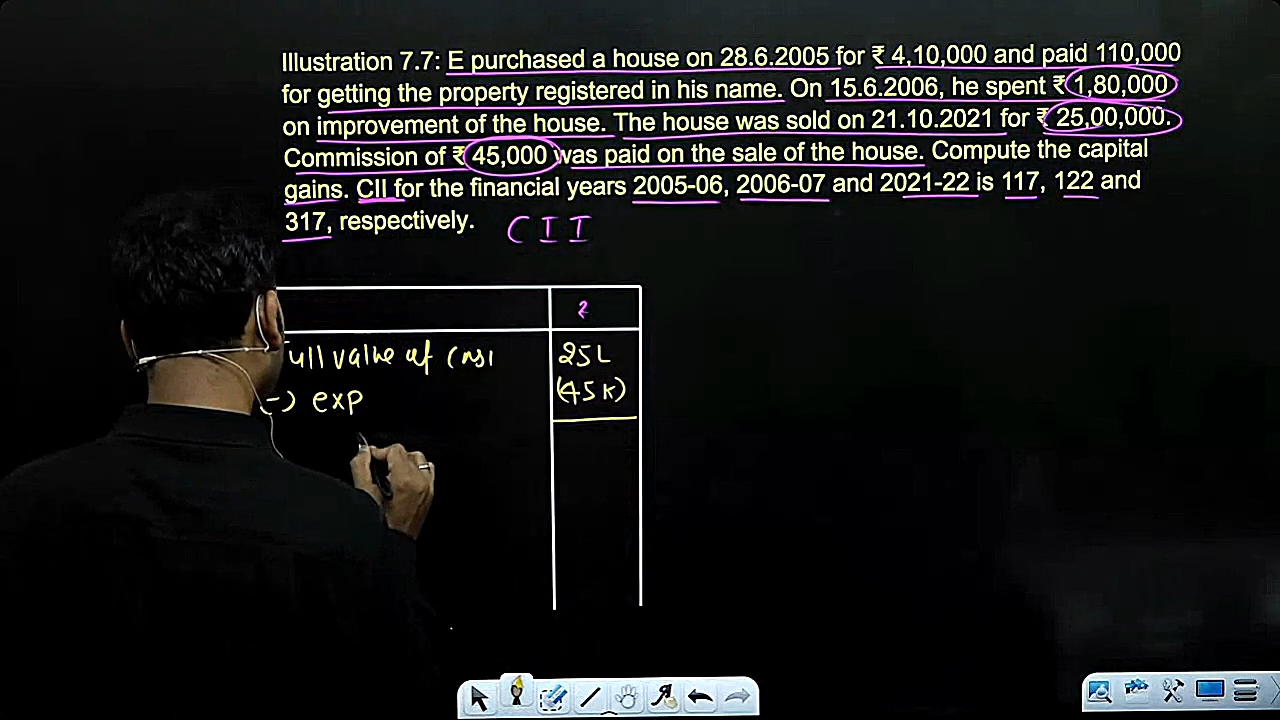 Illustration 7.7: E purchased a house on 28.6.2005 for ₹ 4,10,000 and paid 110,000
for getting the property registered in his name. On 15.6.2006, he spent ₹ 1,80,000
on improvement of the house. The house was sold on 21.10.2021 for ₹ 25,00,000.
Commission of ₹ 45,000 was paid on the sale of the house. Compute the capital
gains. CII for the financial years 2005-06, 2006-07 and 2021-22 is 117, 122 and
317, respectively.
CII
₹
ull value of Cons 25L
(-) exp (45K)